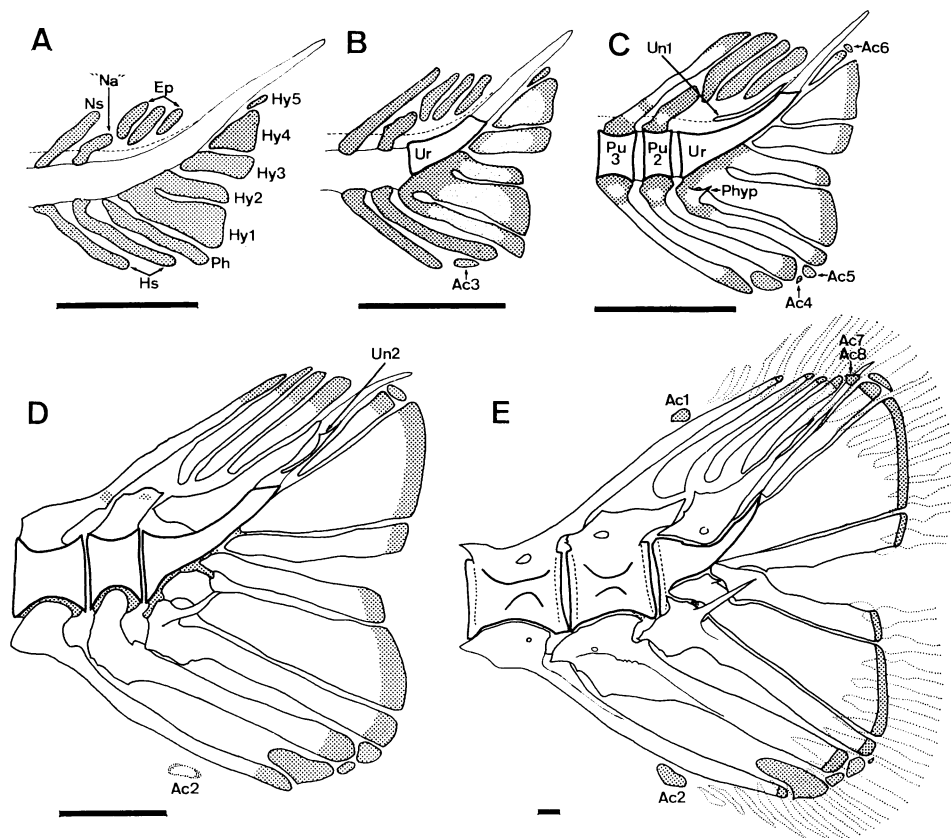 A
"Na"
Ns
Ep
Hy5
Hy4
Hy3
Hy2
Hy1
Ph
Hs
B
Ur
Ac3
C
Un1
Ac6
Pu
3
Pu
2
Ur
Phyp
Ac5
Ac4
D
Un2
Ac2
E
Ac7
Ac8
Ac1
Ac2